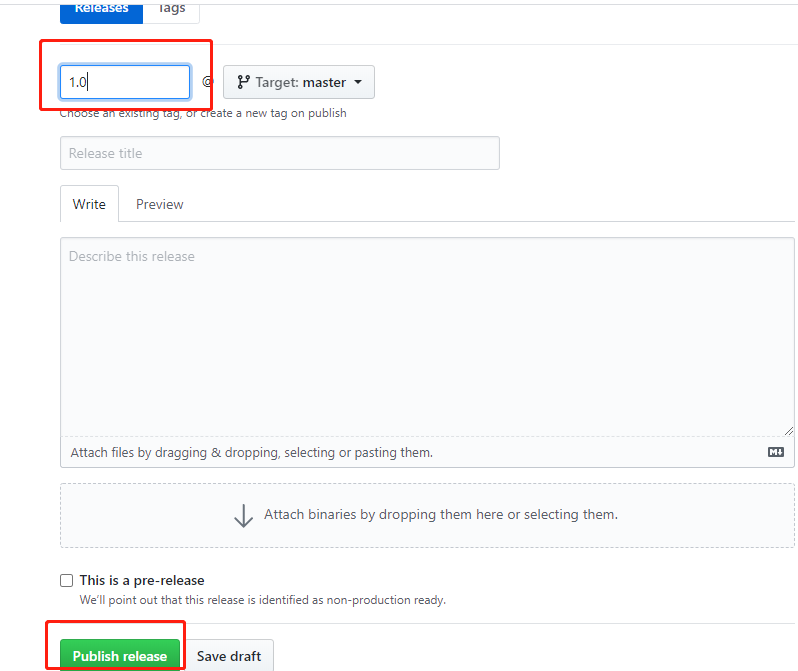 Releases Tags
1.0 @ Target: master
Choose an existing tag, or create a new tag on publish
Release title
Write Preview
Describe this release
Attach files by dragging & dropping, selecting or pasting them.
Attach binaries by dropping them here or selecting them.
This is a pre-release
We'll point out that this release is identified as non-production ready.
Publish release Save draft